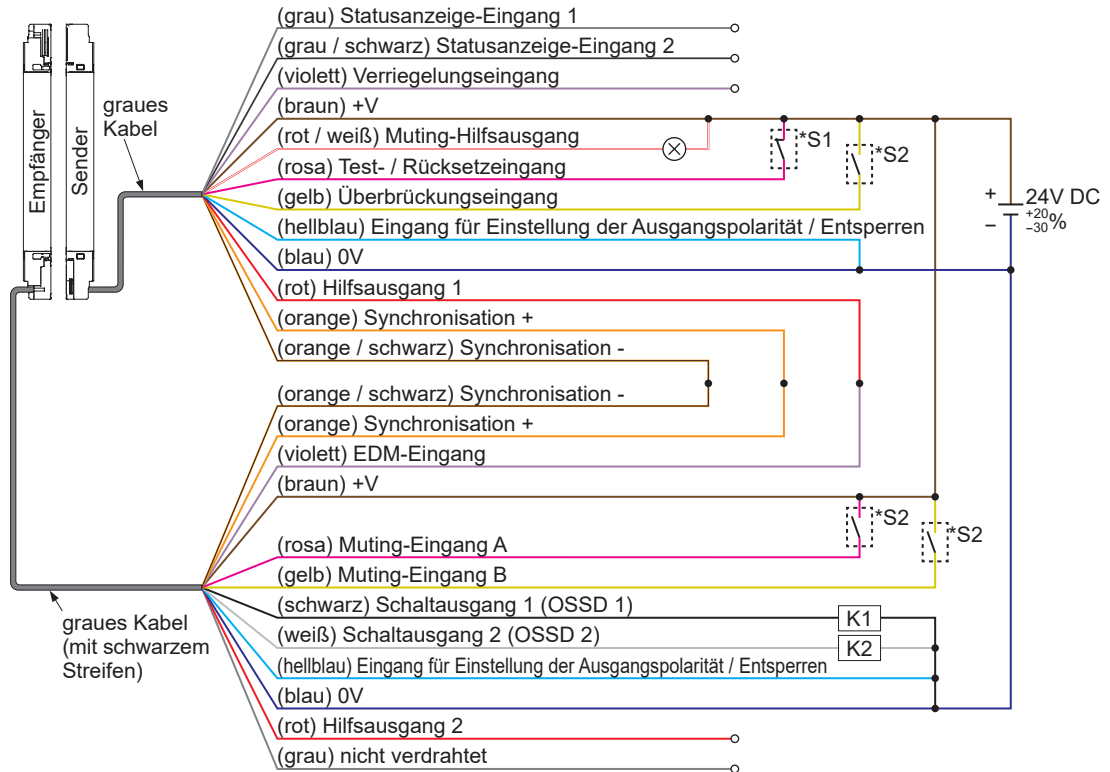 (grau) Statusanzeige-Eingang 1
(grau / schwarz) Statusanzeige-Eingang 2
(violett) Verriegelungseingang
(braun) +V
(rot / weiß) Muting-Hilfsausgang
(rosa) Test- / Rücksetzeingang
(gelb) Überbrückungseingang
(hellblau) Eingang für Einstellung der Ausgangspolarität / Entsperren
(blau) 0V
(rot) Hilfsausgang 1
(orange) Synchronisation +
(orange / schwarz) Synchronisation -
Empfänger
Sender
graues
Kabel
*S1
*S2
+
−
24V DC
+20
−30 %
(orange / schwarz) Synchronisation -
(orange) Synchronisation +
(violett) EDM-Eingang
(braun) +V
(rosa) Muting-Eingang A
(gelb) Muting-Eingang B
(schwarz) Schaltausgang 1 (OSSD 1)
(weiß) Schaltausgang 2 (OSSD 2)
(hellblau) Eingang für Einstellung der Ausgangspolarität / Entsperren
(blau) 0V
(rot) Hilfsausgang 2
(grau) nicht verdrahtet
*S2
*S2
K1
K2
graues Kabel
(mit schwarzem
Streifen)